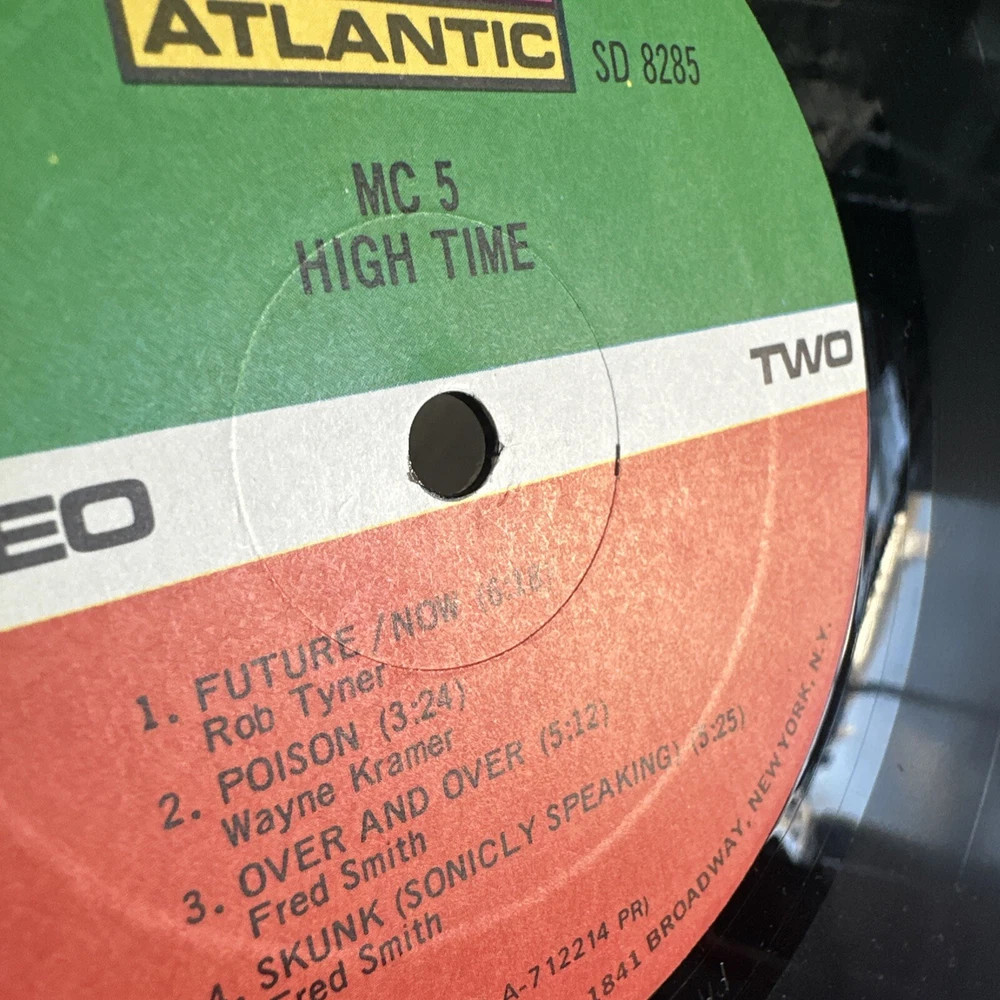 ATLANTIC
SD 8285
MC 5
HIGH TIME
TWO
EO
1. FUTURE/NOW
Rob Tyner
2. POISON (3:24)
Wayne Kramer
3. OVER AND OVER (5:12)
Fred Smith
4. SKUNK (SONICLY SPEAKING) (5:25)
Fred Smith
A-712214 PR)
1841 BROADWAY, NEW YORK, N.Y.